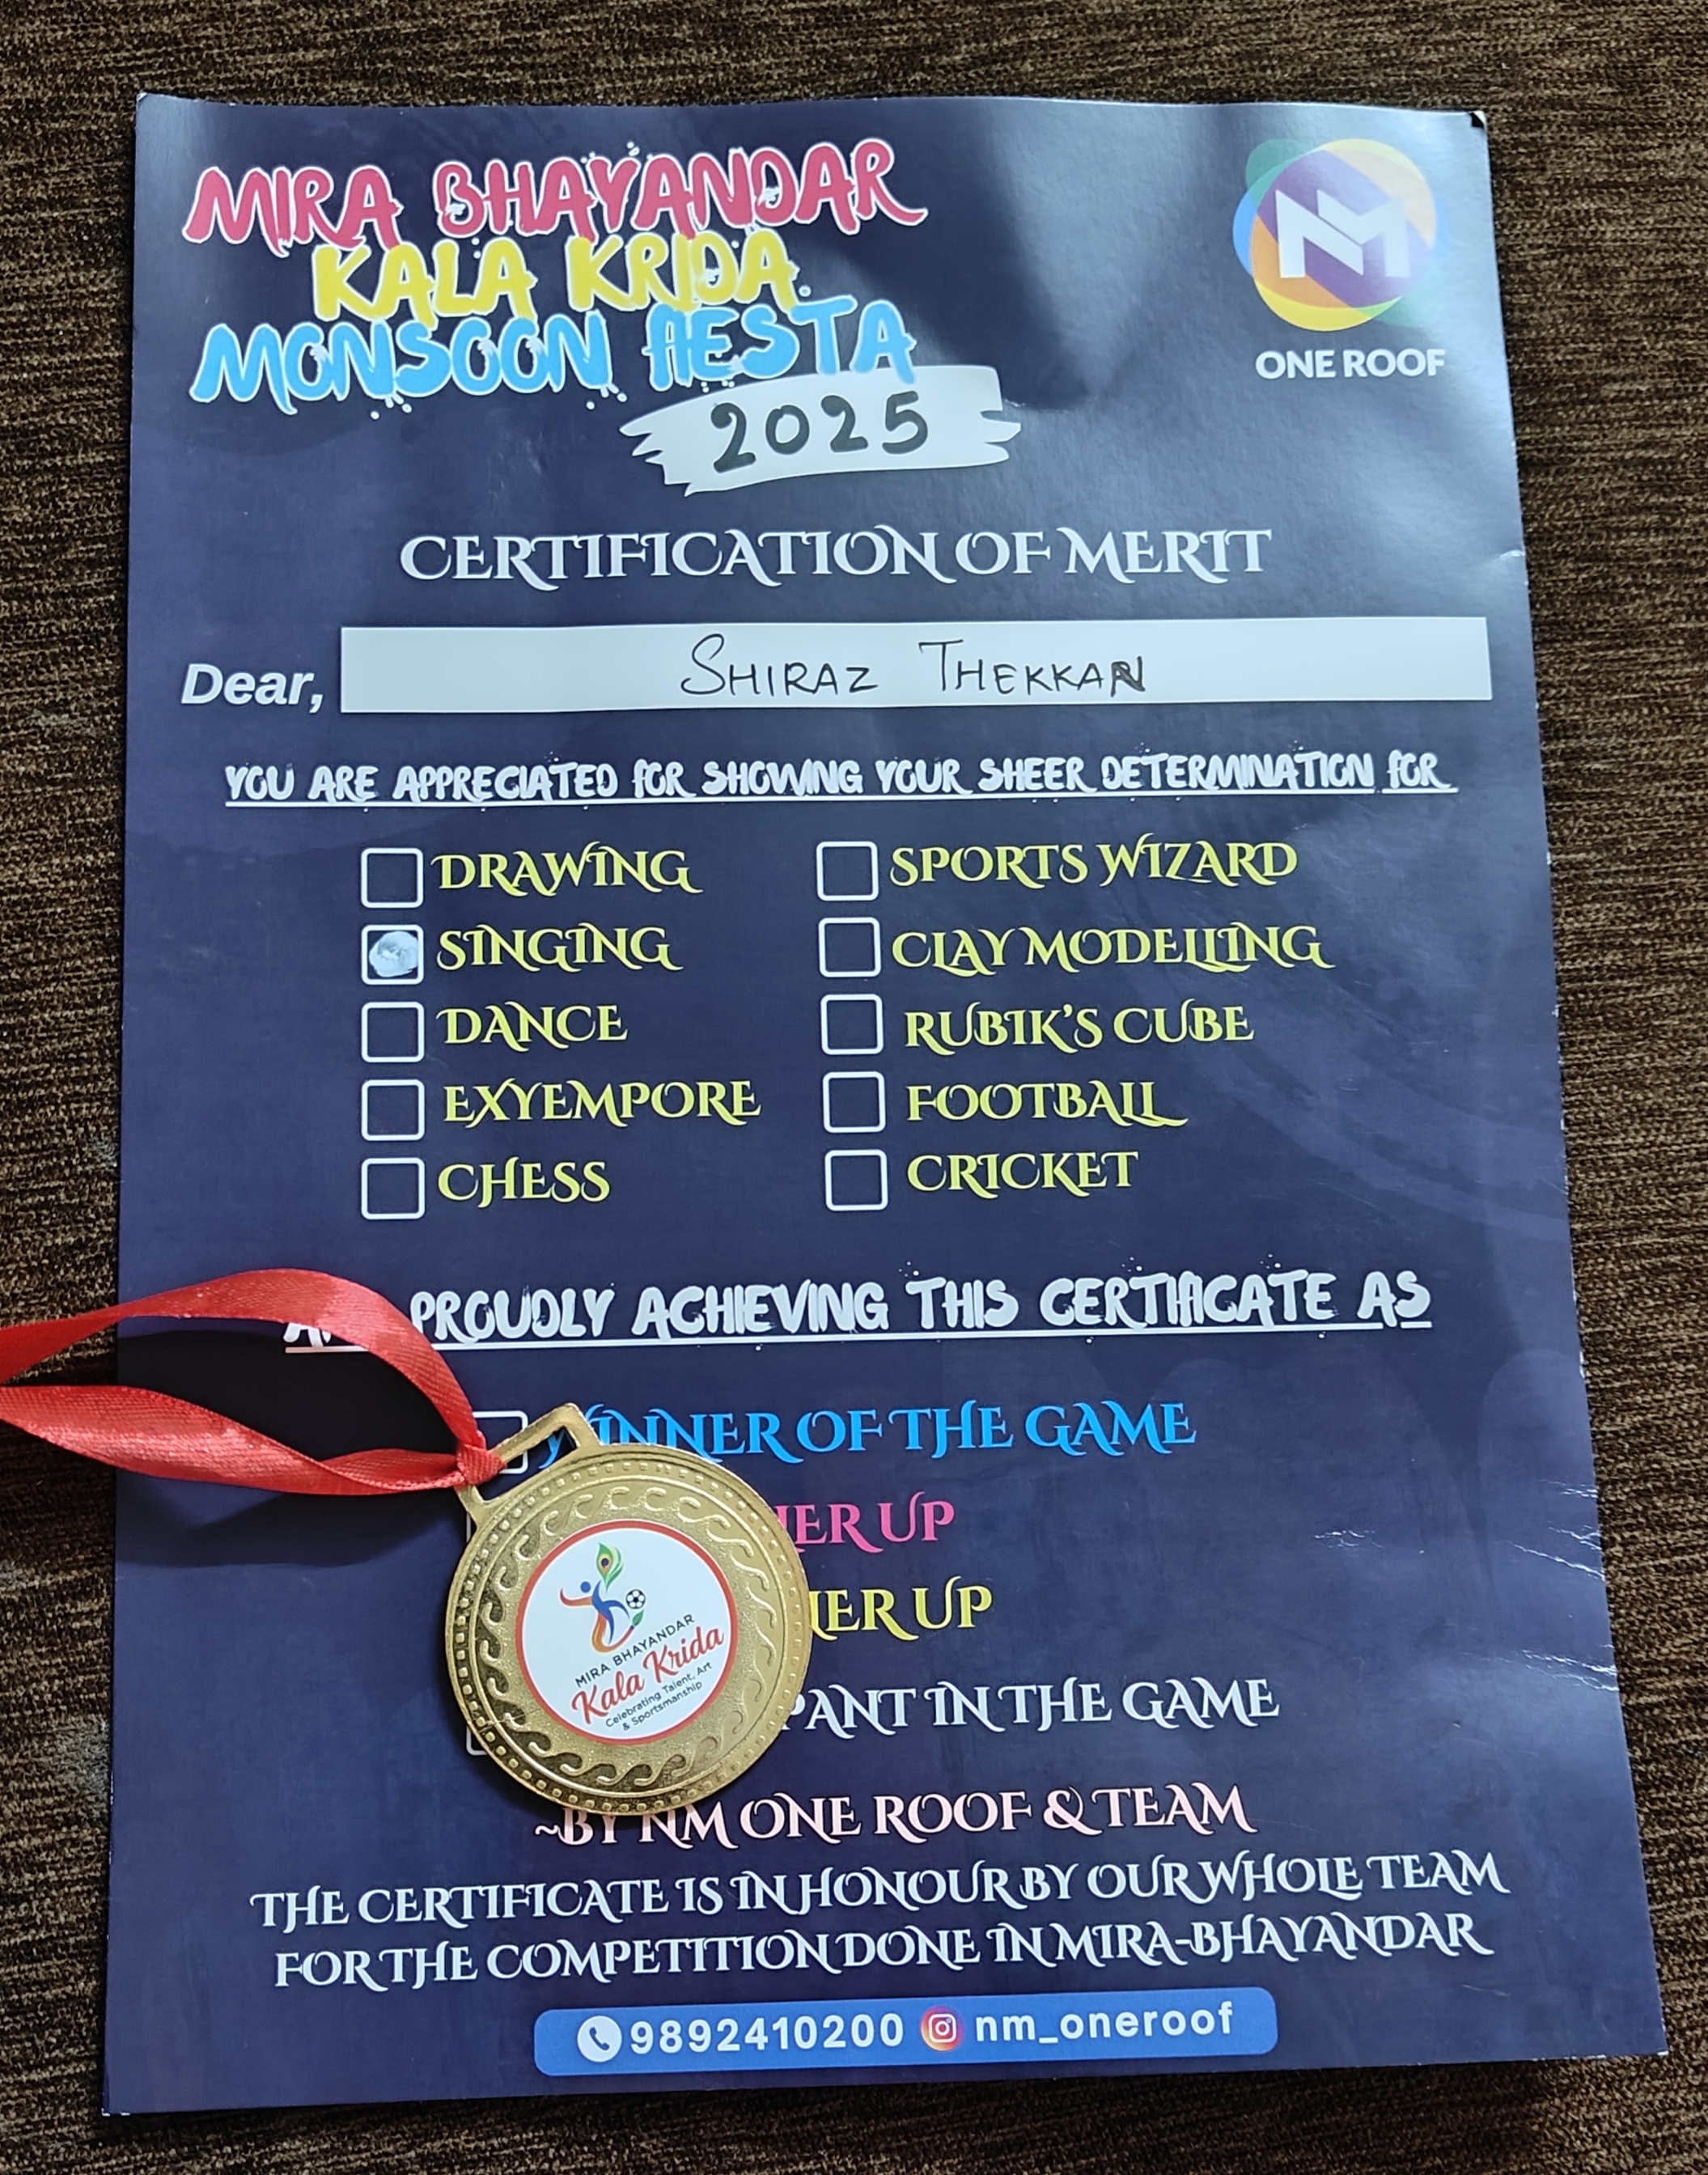 MIRA BHAYANDAR
KALA KRIDA
MONSOON FIESTA
2025
NM
ONE ROOF
CERTIFICATION OF MERIT
Dear, SHIRAZ THEKKAN
YOU ARE APPRECIATED FOR SHOWING YOUR SHEER DETERMINATION FOR
DRAWING
SINGING
DANCE
EXYEMPORE
CHESS
SPORTS WIZARD
CLAY MODELLING
RUBIK'S CUBE
FOOTBALL
CRICKET
PROUDLY ACHIEVING THIS CERTIFICATE AS
WINNER OF THE GAME
UP
UP
IN THE GAME
MIRA BHAYANDAR
Kala Krida
Celebrating Talent, Art
& Sportsmanship
~BY NM ONE ROOF & TEAM
THE CERTIFICATE IS IN HONOUR BY OUR WHOLE TEAM
FOR THE COMPETITION DONE IN MIRA-BHAYANDAR
9892410200 nm_oneroof